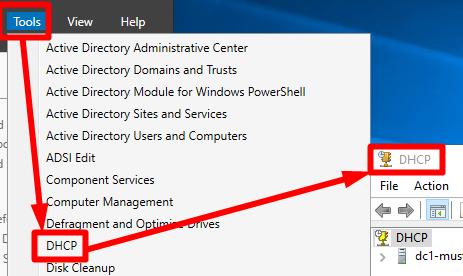 Tools View Help
Active Directory Administrative Center
Active Directory Domains and Trusts
Active Directory Module for Windows PowerShell
Active Directory Sites and Services
Active Directory Users and Computers
ADSI Edit
Component Services
Computer Management
Defragment and Optimize Drives
DHCP
Disk Cleanup
DHCP
File Action
DHCP
dc1-mus